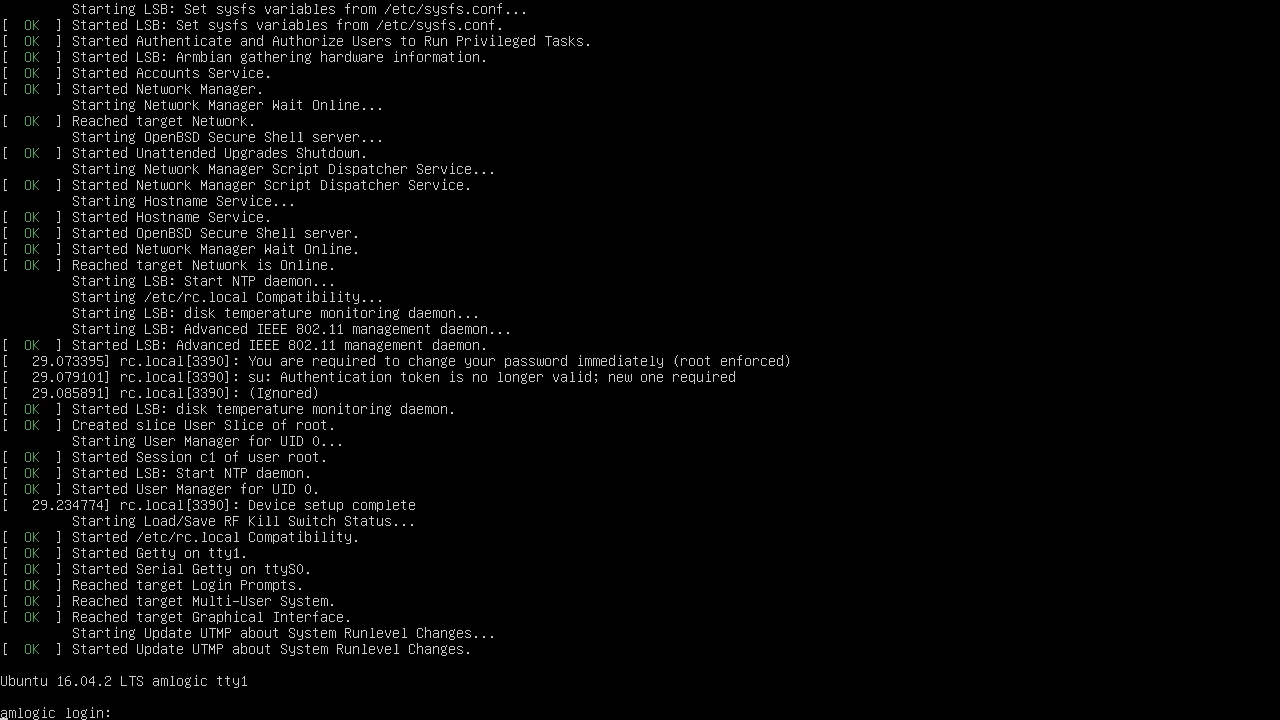 Starting LSB: Set sysfs variables from /etc/sysfs.conf...
[  OK  ] Started LSB: Set sysfs variables from /etc/sysfs.conf.
[  OK  ] Started Authenticate and Authorize Users to Run Privileged Tasks.
[  OK  ] Started LSB: Armbian gathering hardware information.
[  OK  ] Started Accounts Service.
[  OK  ] Started Network Manager.
         Starting Network Manager Wait Online...
[  OK  ] Reached target Network.
         Starting OpenBSD Secure Shell server...
[  OK  ] Started Unattended Upgrades Shutdown.
         Starting Network Manager Script Dispatcher Service...
[  OK  ] Started Network Manager Script Dispatcher Service.
         Starting Hostname Service...
[  OK  ] Started Hostname Service.
[  OK  ] Started OpenBSD Secure Shell server.
[  OK  ] Started Network Manager Wait Online.
[  OK  ] Reached target Network is Online.
         Starting LSB: Start NTP daemon...
         Starting /etc/rc.local Compatibility...
         Starting LSB: disk temperature monitoring daemon...
         Starting LSB: Advanced IEEE 802.11 management daemon...
[  OK  ] Started LSB: Advanced IEEE 802.11 management daemon.
[   29.073395] rc.local[3390]: You are required to change your password immediately (root enforced)
[   29.079101] rc.local[3390]: su: Authentication token is no longer valid; new one required
[   29.085891] rc.local[3390]: (Ignored)
[  OK  ] Started LSB: disk temperature monitoring daemon.
[  OK  ] Created slice User Slice of root.
         Starting User Manager for UID 0...
[  OK  ] Started Session c1 of user root.
[  OK  ] Started LSB: Start NTP daemon.
[  OK  ] Started User Manager for UID 0.
[   29.234774] rc.local[3390]: Device setup complete
         Starting Load/Save RF Kill Switch Status...
[  OK  ] Started /etc/rc.local Compatibility.
[  OK  ] Started Getty on tty1.
[  OK  ] Started Serial Getty on ttyS0.
[  OK  ] Reached target Login Prompts.
[  OK  ] Reached target Multi-User System.
[  OK  ] Reached target Graphical Interface.
         Starting Update UTMP about System Runlevel Changes...
[  OK  ] Started Update UTMP about System Runlevel Changes.
Ubuntu 16.04.2 LTS amlogic tty1
amlogic login: